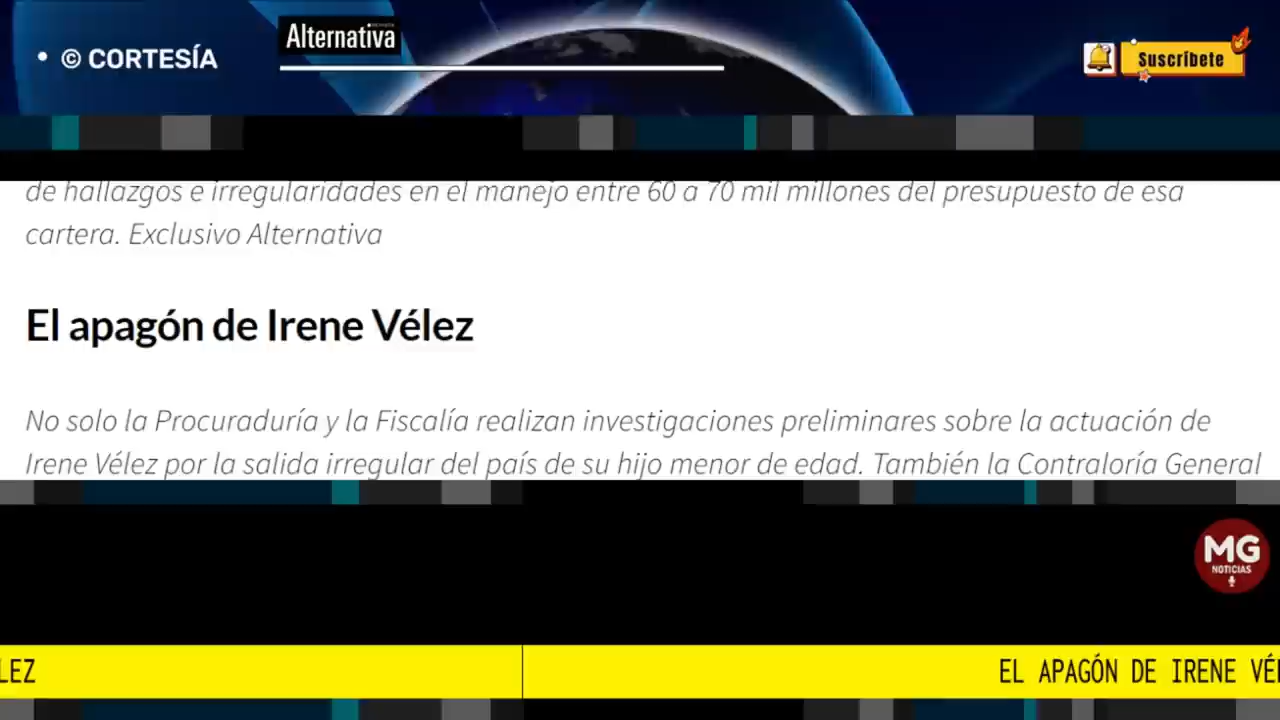 • © CORTESÍA
Alternativa
Suscríbete
de hallazgos e irregularidades en el manejo entre 60 a 70 mil millones del presupuesto de esa
cartera. Exclusivo Alternativa
El apagón de Irene Vélez
No solo la Procuraduría y la Fiscalía realizan investigaciones preliminares sobre la actuación de
Irene Vélez por la salida irregular del país de su hijo menor de edad. También la Contraloría General
MG
NOTICIAS
LEZ
EL APAGÓN DE IRENE VÉ